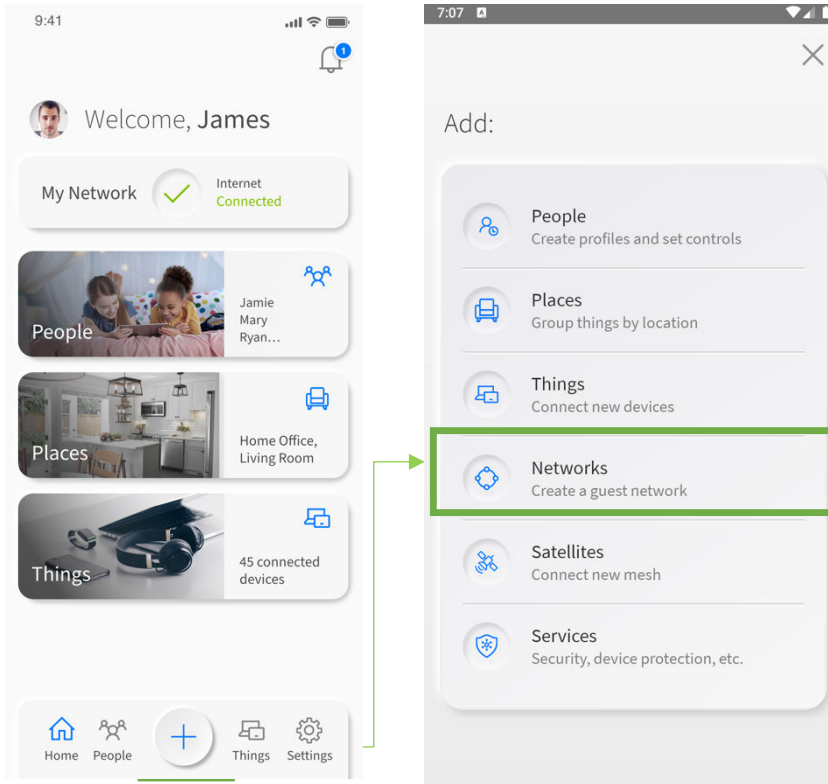 9:41
1
Welcome, James
My Network
Internet
Connected
People
Jamie
Mary
Ryan...
Places
Home Office,
Living Room
Things
45 connected
devices
Home
People
Things
Settings
7:07
A
Add:
People
Create profiles and set controls
Places
Group things by location
Things
Connect new devices
Networks
Create a guest network
Satellites
Connect new mesh
Services
Security, device protection, etc.